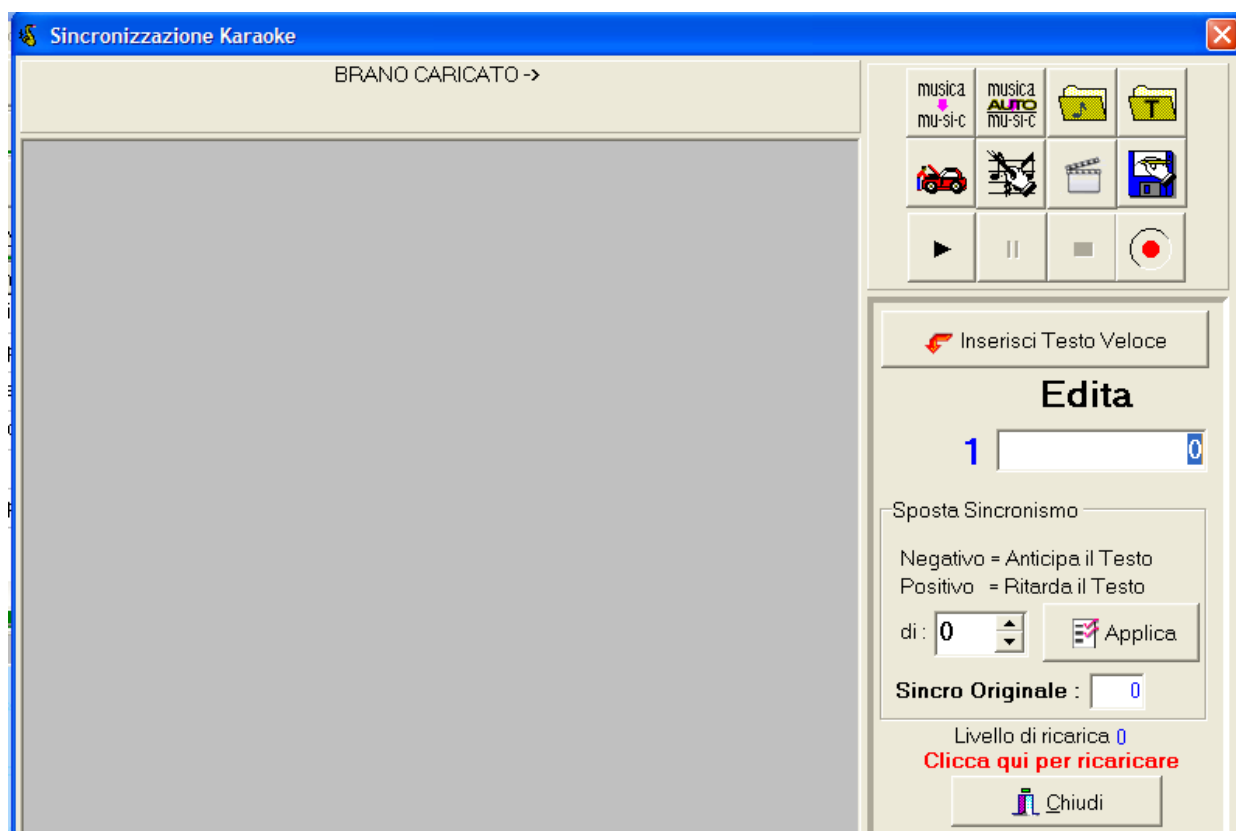 Sincronizzazione Karaoke
BRANO CARICATO ->
musica
mu-si-c
musica
AUTO
mu-si-c
T
Inserisci Testo Veloce
Edita
1 0
Sposta Sincronismo
Negativo = Anticipa il Testo
Positivo = Ritarda il Testo
di : 0 Applica
Sincro Originale : 0
Livello di ricarica 0
Clicca qui per ricaricare
Chiudi